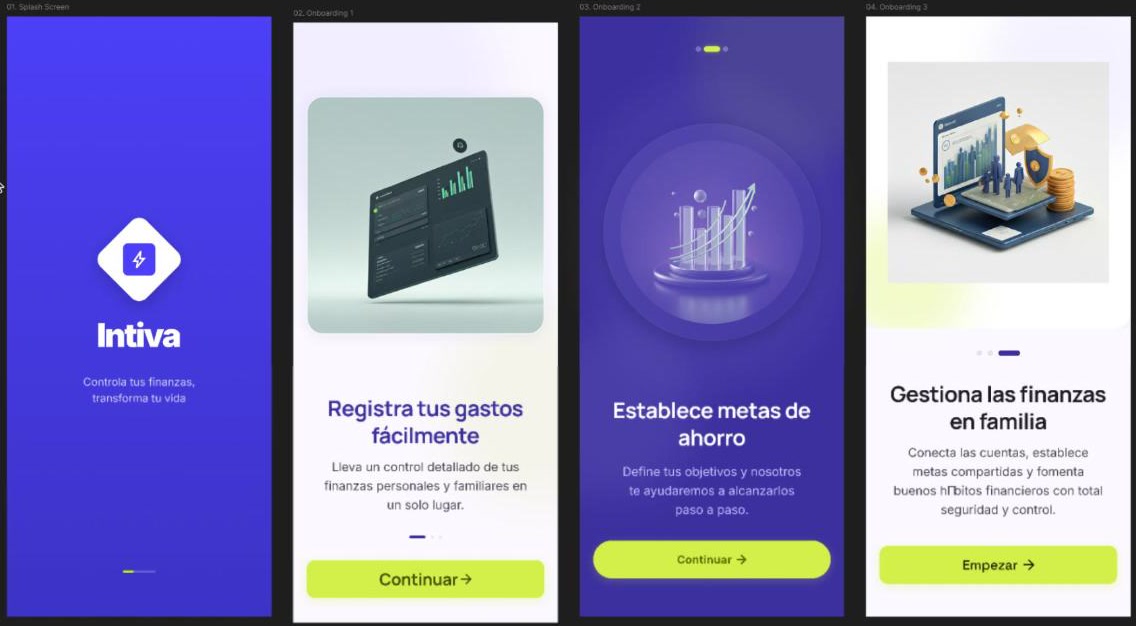 01. Splash Screen
Intiva
Controla tus finanzas,
transforma tu vida
02. Onboarding 1
Registra tus gastos
fácilmente
Lleva un control detallado de tus
finanzas personales y familiares en
un solo lugar.
Continuar →
03. Onboarding 2
Establece metas de
ahorro
Define tus objetivos y nosotros
te ayudaremos a alcanzarlos
paso a paso.
Continuar →
04. Onboarding 3
Gestiona las finanzas
en familia
Conecta las cuentas, establece
metas compartidas y fomenta
buenos hПbitos financieros con total
seguridad y control.
Empezar →